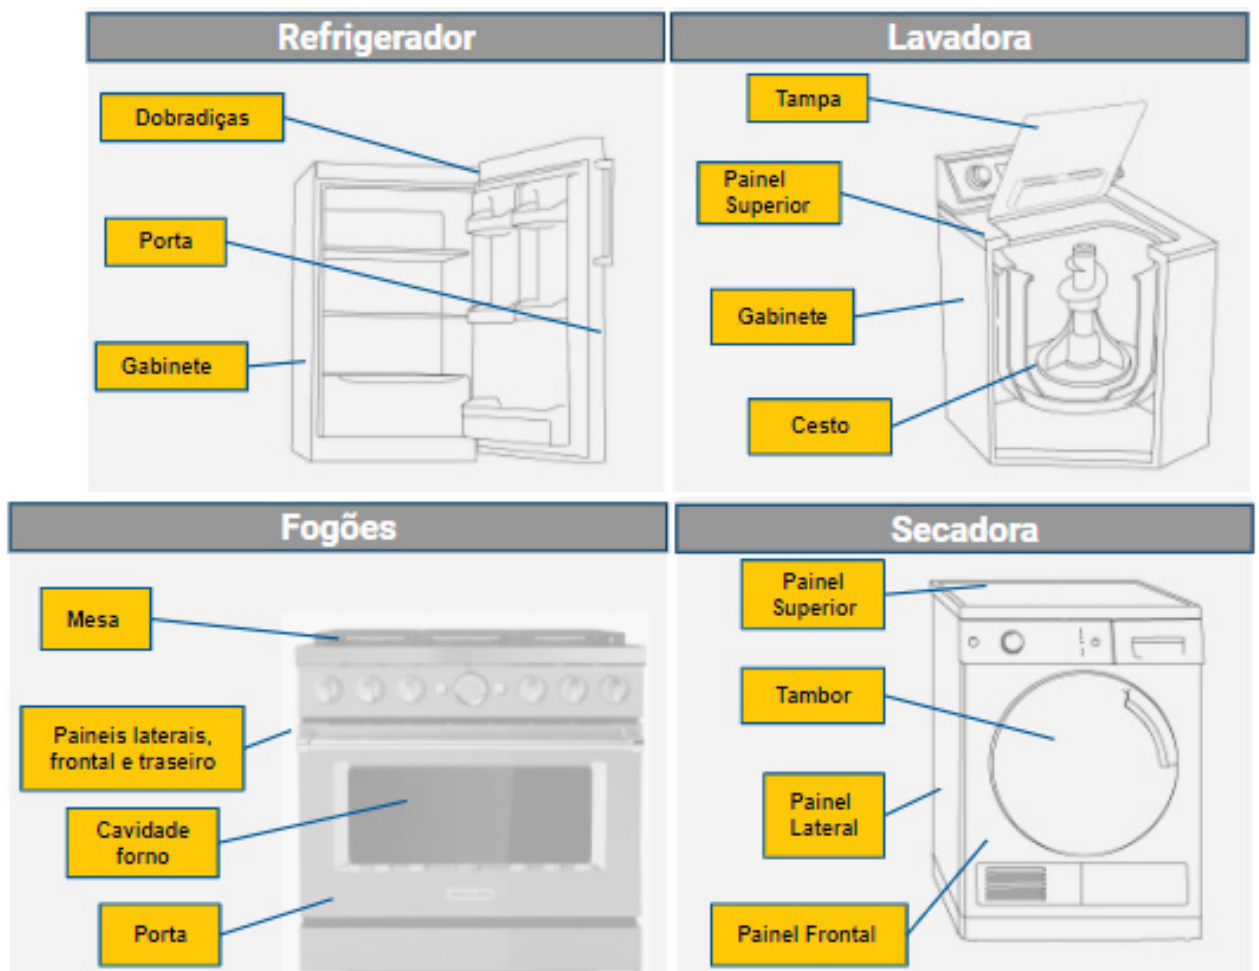 Refrigerador
Dobradiças
Porta
Gabinete
Lavadora
Tampa
Painel
Superior
Gabinete
Cesto
Fogões
Mesa
Paineis laterais,
frontal e traseiro
Cavidade
forno
Porta
Secadora
Painel
Superior
Tambor
Painel
Lateral
Painel Frontal